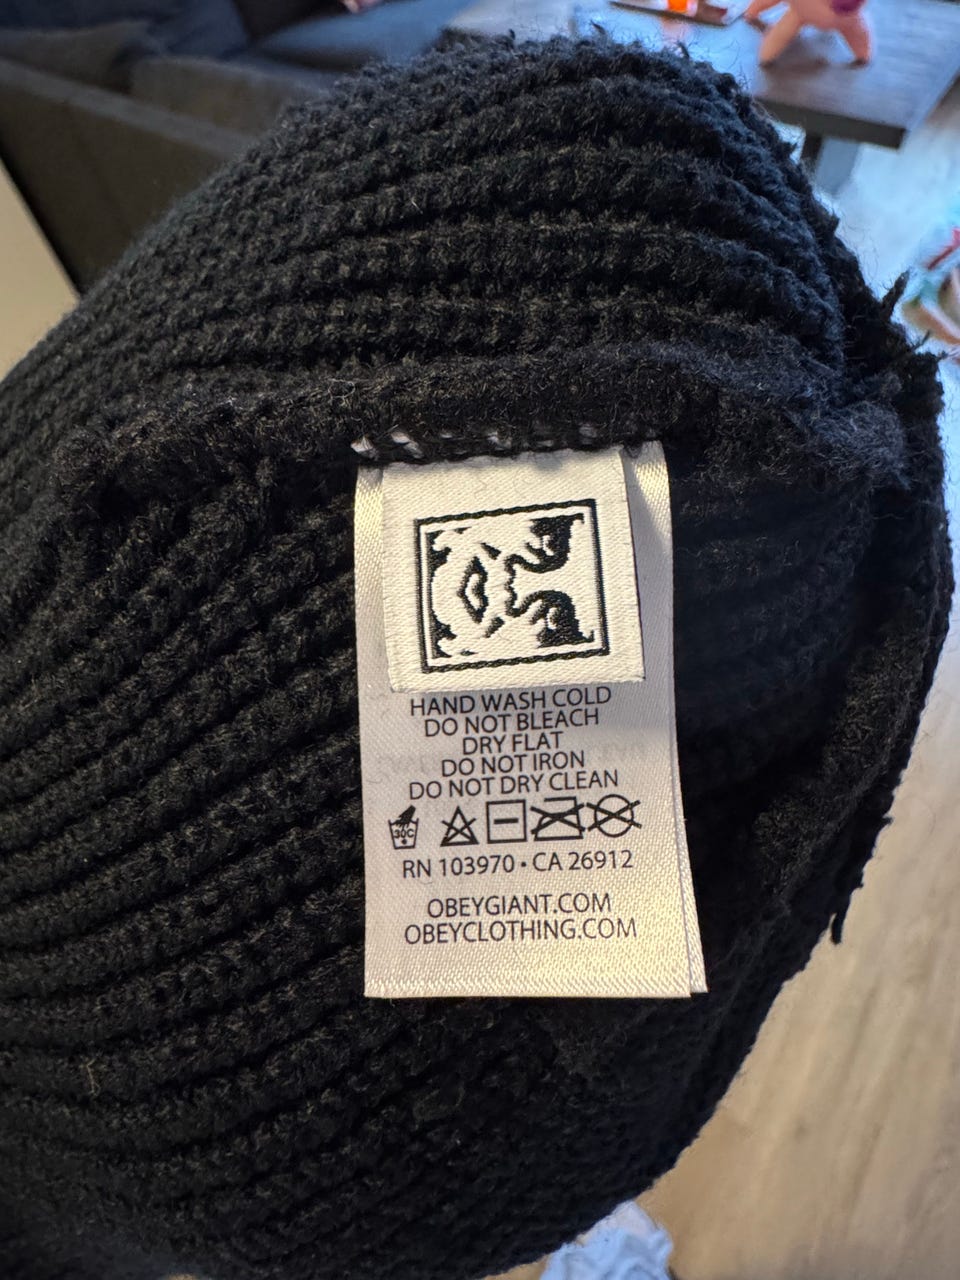 HAND WASH COLD
DO NOT BLEACH
DRY FLAT
DO NOT IRON
DO NOT DRY CLEAN
30C
RN 103970 • CA 26912
OBEYGIANT.COM
OBEYCLOTHING.COM